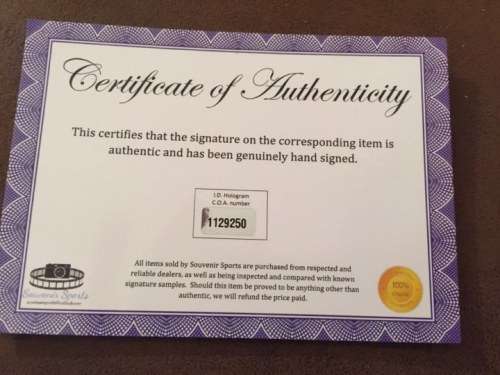 Certificate of Authenticity
This certifies that the signature on the corresponding item is
authentic and has been genuinely hand signed.
I.D. Hologram
C.O.A. number
1129250
All items sold by Souvenir Sports are purchased from respected and
reliable dealers, as well as being inspected and compared with known
signature samples. Should this item be proved to be anything other than
authentic, we will refund the price paid.
Souvenir Sports
100%